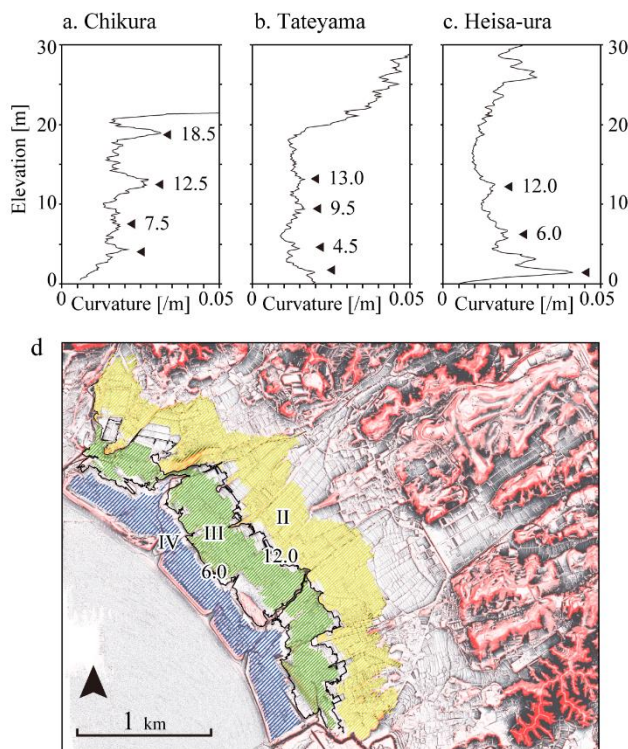 a. Chikura
b. Tateyama
c. Heisa-ura
Elevation [m]
30
20
10
0
18.5
12.5
7.5
13.0
9.5
4.5
12.0
6.0
30
20
10
0
0 Curvature [/m] 0.05
0 Curvature [/m] 0.05
0 Curvature [/m] 0.05
d
II
III
IV
12.0
6.0
1 km